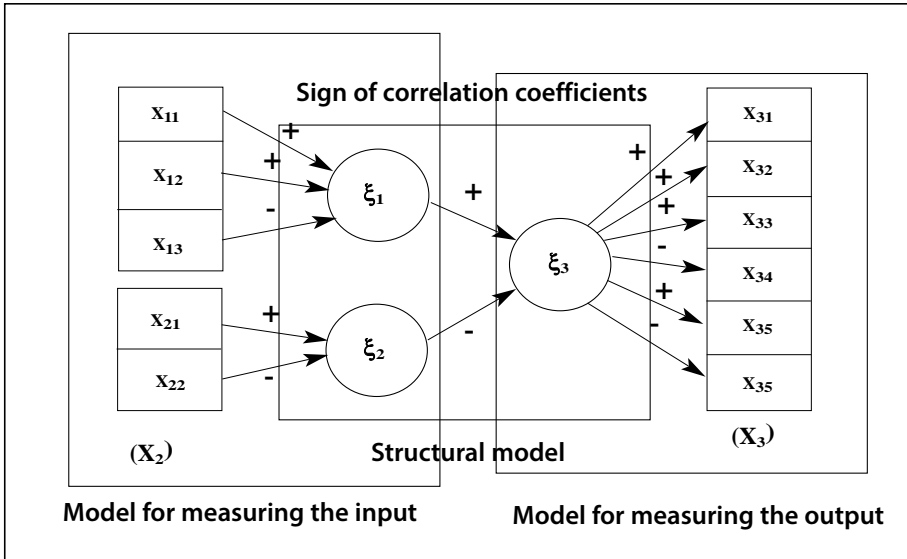 Sign of correlation coefficients
x11
x12
x13
x21
x22
(X2)
+
+
-
+
-
ξ1
ξ2
+
-
ξ3
+
+
+
-
+
-
x31
x32
x33
x34
x35
x35
(X3)
Structural model
Model for measuring the input
Model for measuring the output